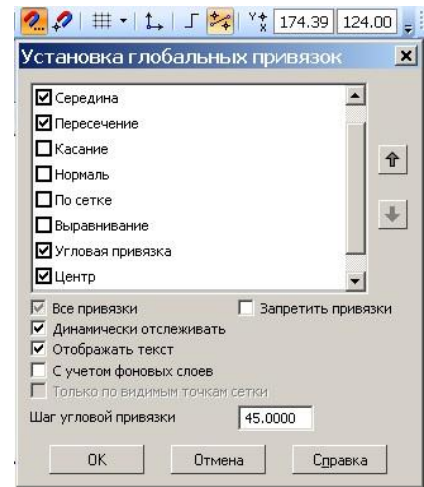 174.39 124.00
Установка глобальных привязок
Середина
Пересечение
Касание
Нормаль
По сетке
Выравнивание
Угловая привязка
Центр
Все привязки Запретить привязки
Динамически отслеживать
Отображать текст
С учетом фоновых слоев
Только по видимым точкам сетки
Шаг угловой привязки 45.0000
OK Отмена Справка